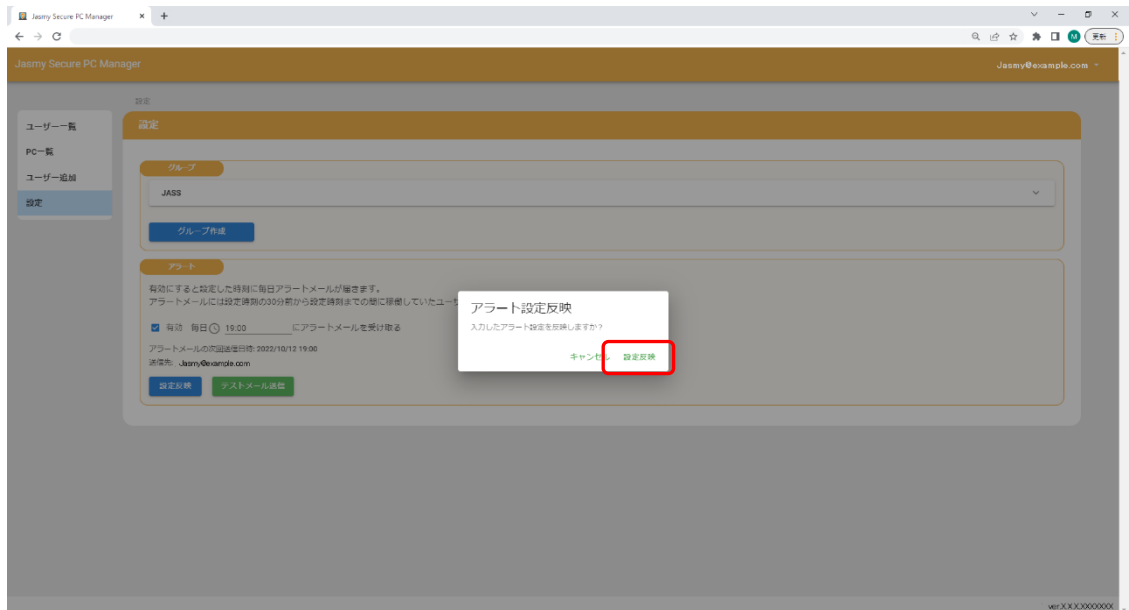 Jasmy Secure PC Manager
更新
Jasmy Secure PC Manager
Jasmy@example.com
設定
ユーザー一覧
PC一覧
ユーザー追加
設定
設定
グループ
JASS
グループ作成
アラート
有効にすると設定した時刻に毎日アラートメールが届きます。
アラートメールには設定時刻の30分前から設定時刻までの間に稼働していたユーザ
有効 毎日 19:00 にアラートメールを受け取る
アラートメールの次回送信日時: 2022/10/12 19:00
送信先: Jasmy@example.com
設定反映 テストメール送信
アラート設定反映
入力したアラート設定を反映しますか？
キャンセル 設定反映
ver.X.X.X.XXXXXXX